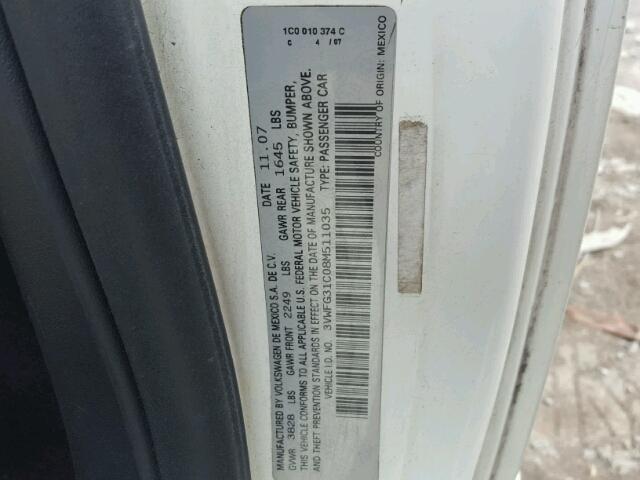 1C0 010 374 C
C 4 / 07
MANUFACTURED BY VOLKSWAGEN DE MEXICO S.A. DE C.V. DATE 11.07
GVWR 3828 LBS GAWR FRONT 2249 LBS GAWR REAR 1645 LBS
THIS VEHICLE CONFORMS TO ALL APPLICABLE U.S. FEDERAL MOTOR VEHICLE SAFETY, BUMPER,
AND THEFT PREVENTION STANDARDS IN EFFECT ON THE DATE OF MANUFACTURE SHOWN ABOVE.
VEHICLE I.D. NO. 3VWFG31C08M511035 TYPE: PASSENGER CAR
COUNTRY OF ORIGIN: MEXICO